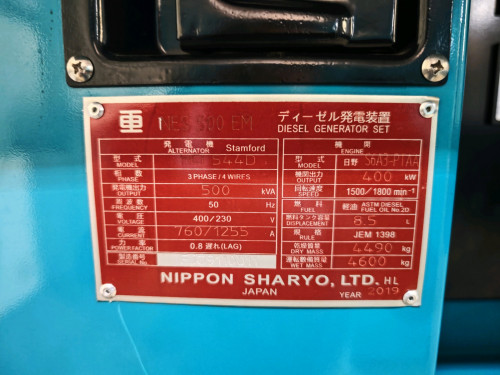 NES 500 EM
ディーゼル発電装置
DIESEL GENERATOR SET
発電機
ALTERNATOR Stamford
型式
MODEL S44D
相数
PHASE 3 PHASE/4 WIRES
発電機出力
OUTPUT 500 kVA
周波数
FREQUENCY 50 Hz
電圧
VOLTAGE 400/230 V
電流
CURRENT 760/1255 A
力率
POWERFACTOR 0.8 遅れ(LAG)
製造番号
SERIAL No.
機関
ENGINE
型式
MODEL 日野
機関出力
OUTPUT 400 kW
回転速度
SPEED 1500/1800 min⁻¹
燃料
FUEL 軽油 ASTM DIESEL FUEL OIL No.2D
燃料タンク容量
DISPLACEMENT 8.5 L
規格
RULE JEM 1398
乾燥質量
DRY MASS 4490 kg
運転整備質量
WET MASS 4600 kg
NIPPON SHARYO, LTD. HL
JAPAN YEAR 2019